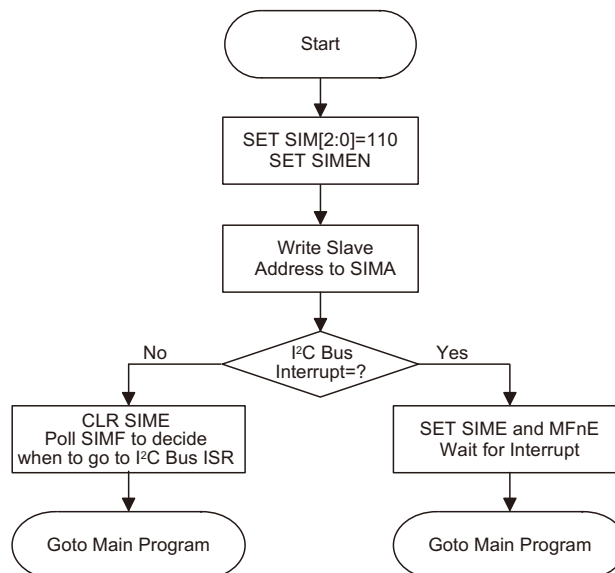 Start
SET SIM[2:0]=110
SET SIMEN
Write Slave
Address to SIMA
I²C Bus
Interrupt=?
No
Yes
CLR SIME
Poll SIMF to decide
when to go to I²C Bus ISR
SET SIME and MFnE
Wait for Interrupt
Goto Main Program
Goto Main Program